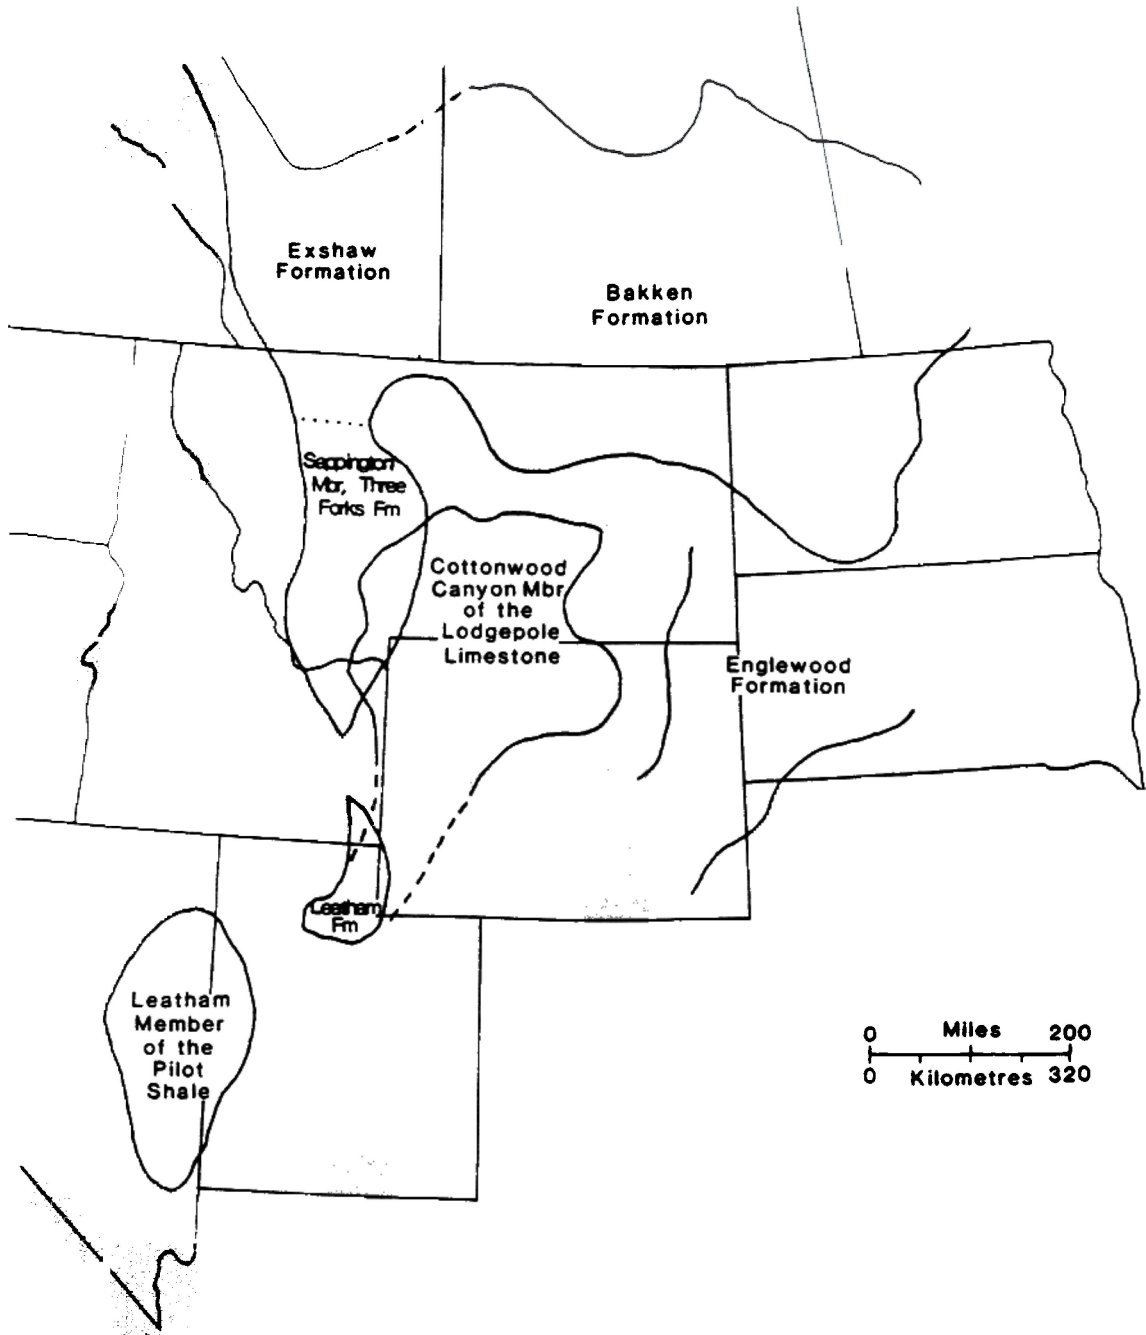 Exshaw
Formation
Bakken
Formation
Sappington
Mbr, Three
Forks Fm
Cottonwood
Canyon Mbr
of the
Lodgepole
Limestone
Englewood
Formation
Leatham
Fm
Leatham
Member
of the
Pilot
Shale
0 Miles 200
0 Kilometres 320